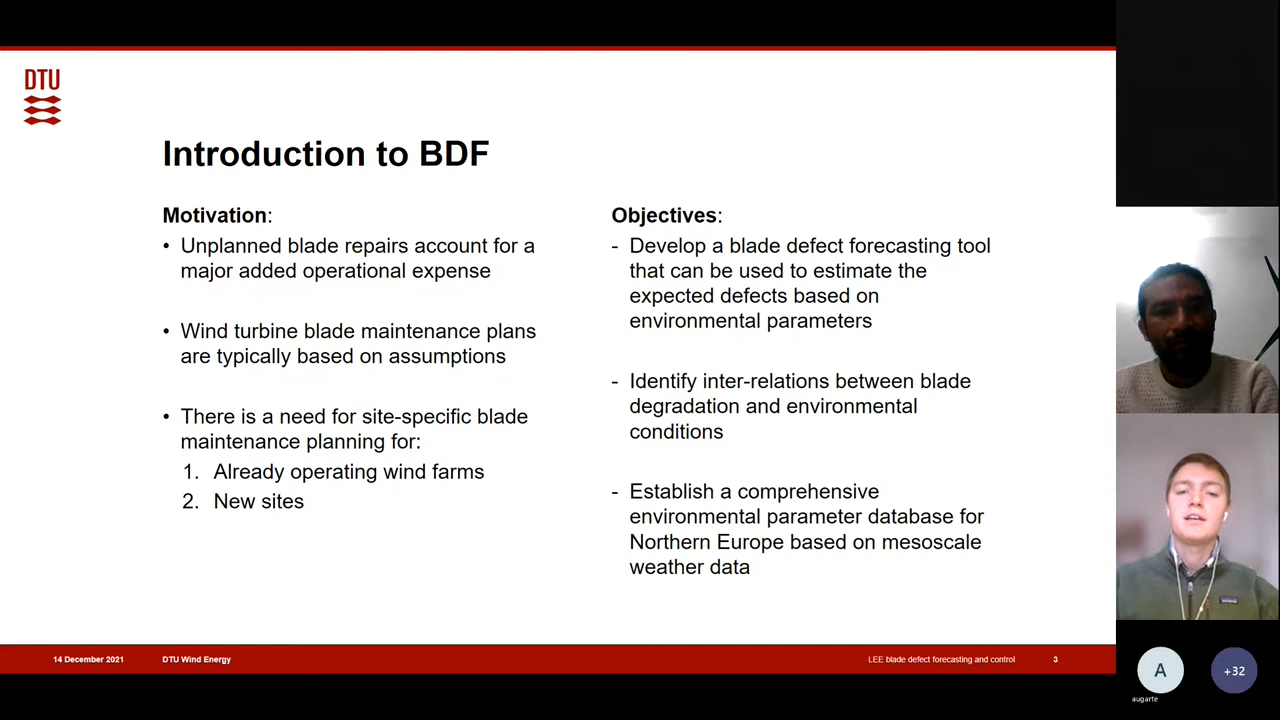 DTU
Introduction to BDF
Motivation:
• Unplanned blade repairs account for a
major added operational expense
• Wind turbine blade maintenance plans
are typically based on assumptions
• There is a need for site-specific blade
maintenance planning for:
1. Already operating wind farms
2. New sites
Objectives:
- Develop a blade defect forecasting tool
that can be used to estimate the
expected defects based on
environmental parameters
- Identify inter-relations between blade
degradation and environmental
conditions
- Establish a comprehensive
environmental parameter database for
Northern Europe based on mesoscale
weather data
14 December 2021
DTU Wind Energy
LEE blade defect forecasting and control
3
A
augarte
+32